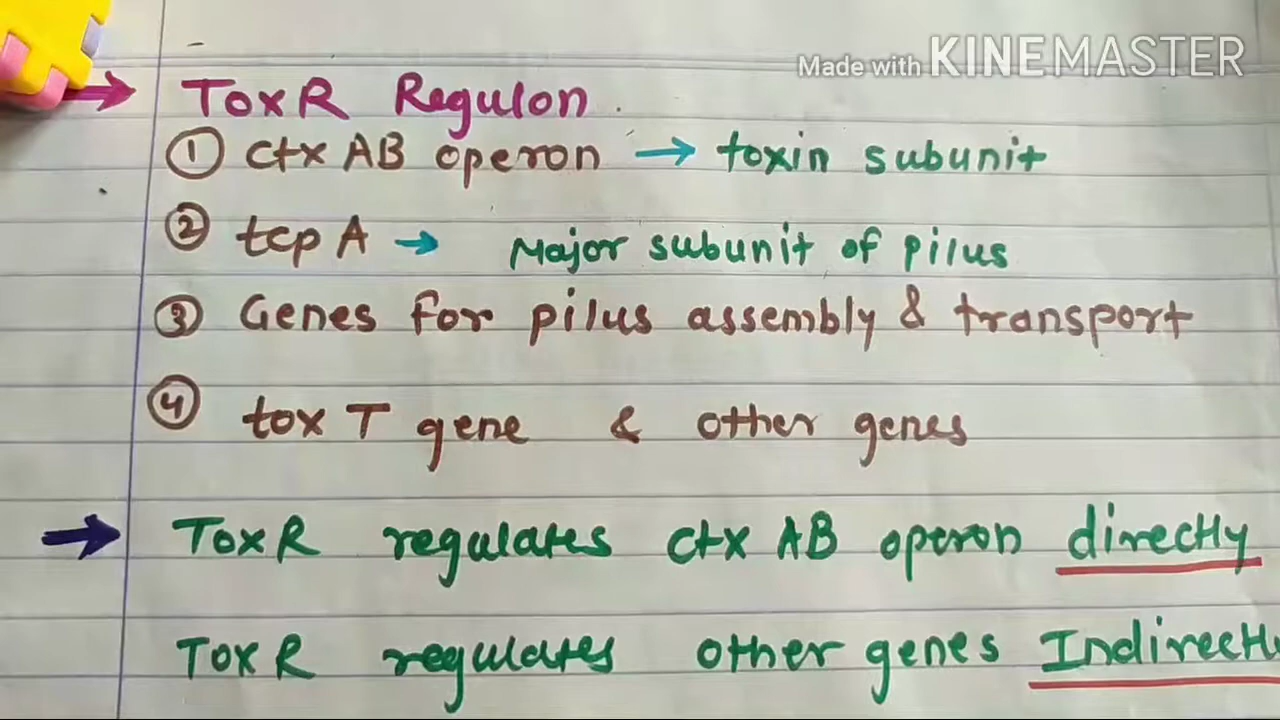 Made with KINEMASTER
ToxR Regulon
① ctx AB operon → toxin subunit
② tcp A → Major subunit of pilus
③ Genes for pilus assembly & transport
④ tox T gene & other genes
→ ToxR regulates ctx AB operon directly
ToxR regulates other genes Indirectly